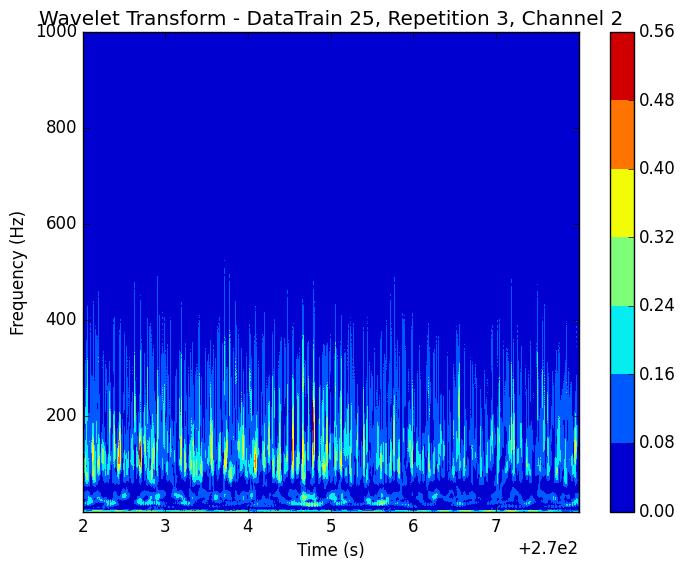 Wavelet Transform - DataTrain 25, Repetition 3, Channel 2
1000
800
600
400
200
Frequency (Hz)
2 3 4 5 6 7
+2.7e2
Time (s)
0.56
0.48
0.40
0.32
0.24
0.16
0.08
0.00